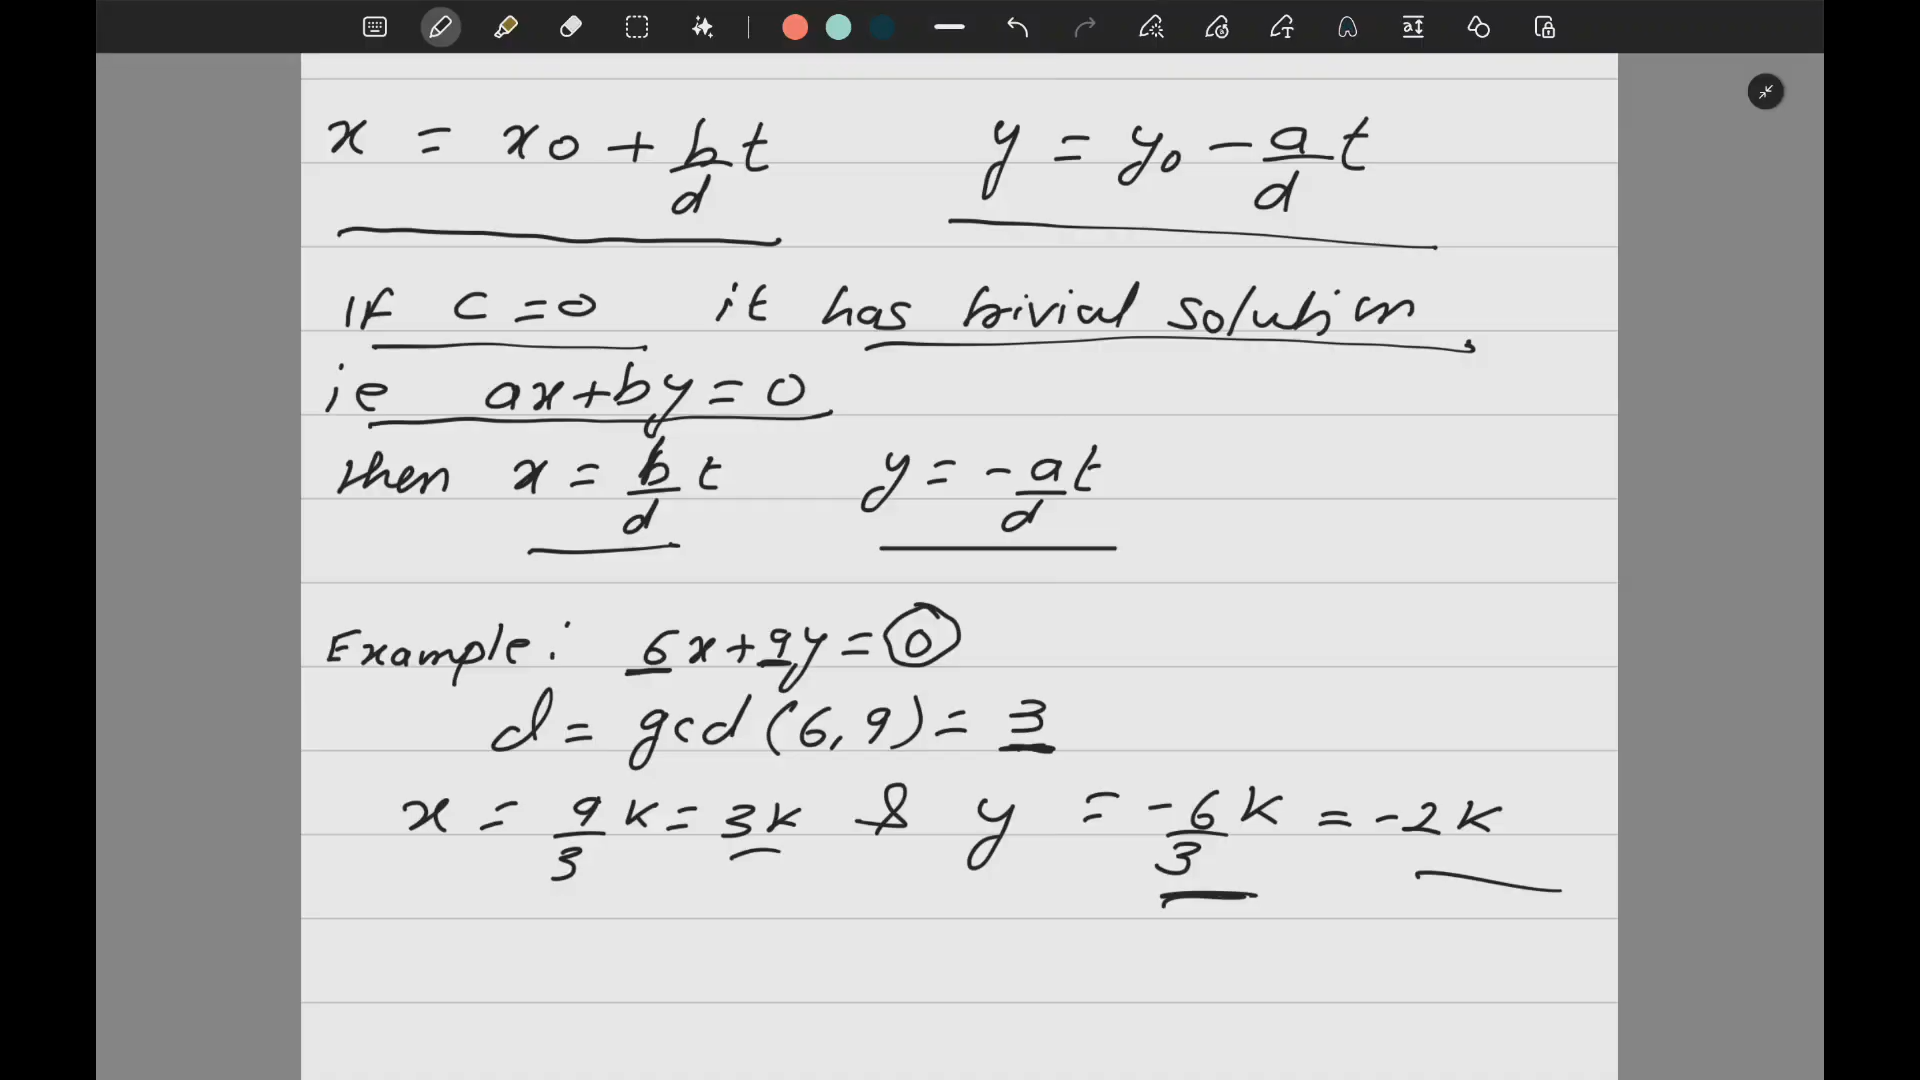 x = x0 + b/d t    y = y0 - a/d t
If c = 0 it has trivial solution
ie ax+by = 0
then x = b/d t    y = -a/d t
Example: 6x+9y = 0
d = gcd (6, 9) = 3
x = 9/3 k = 3k & y = -6/3 k = -2k